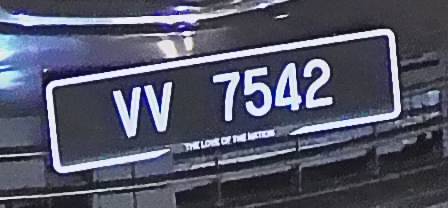 VV 7542
THE LOVE OF THE NATION